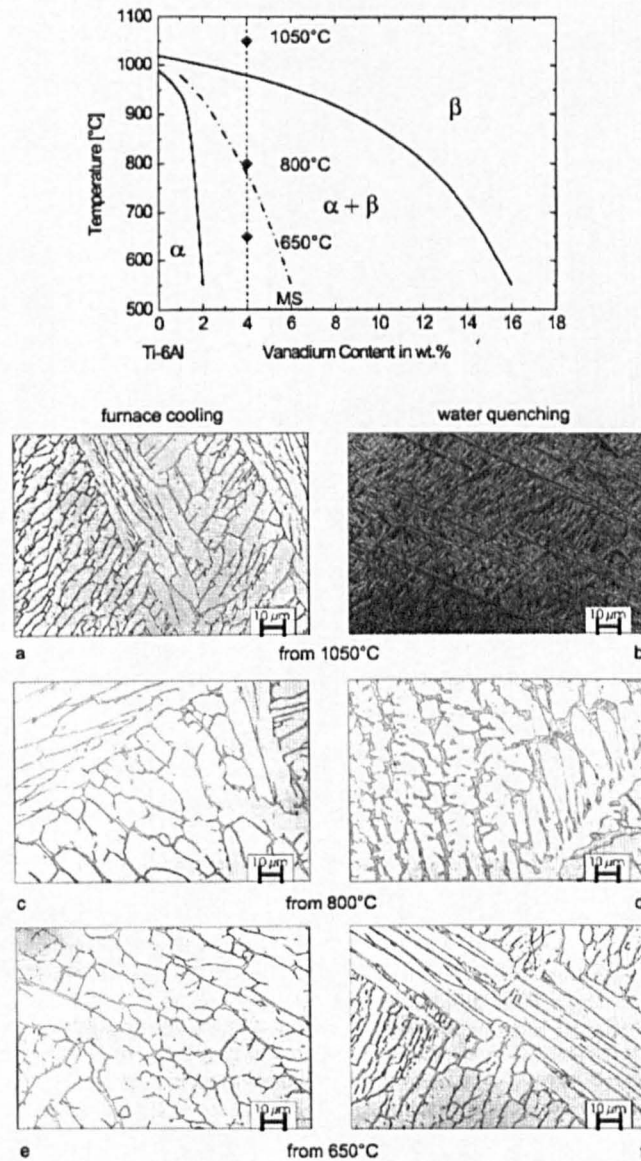 1100
1000
900
800
700
600
500
Temperature [°C]
1050°C
β
800°C
α + β
650°C
α
MS
0 2 4 6 8 10 12 14 16 18
Ti-6Al Vanadium Content in wt.%
furnace cooling water quenching
10 µm 10 µm
a from 1050°C b
10 µm 10 µm
c from 800°C
10 µm 10 µm
e from 650°C